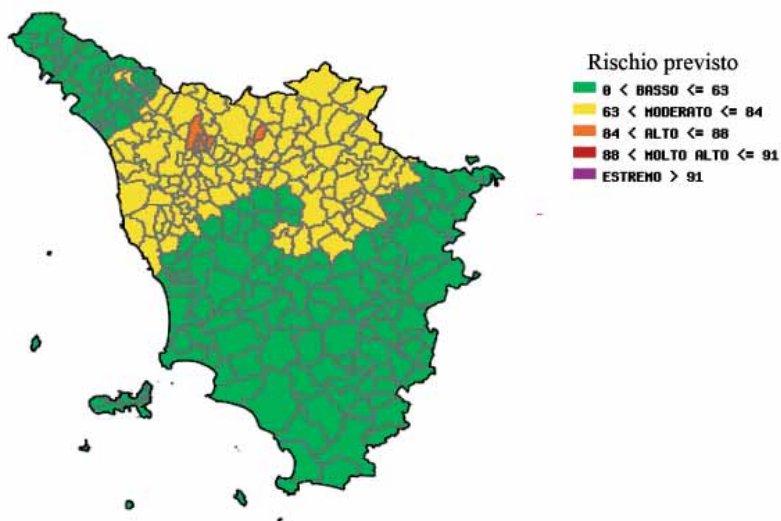 Rischio previsto
0 < BASSO <= 63
63 < MODERATO <= 84
84 < ALTO <= 88
88 < MOLTO ALTO <= 91
ESTREMO > 91